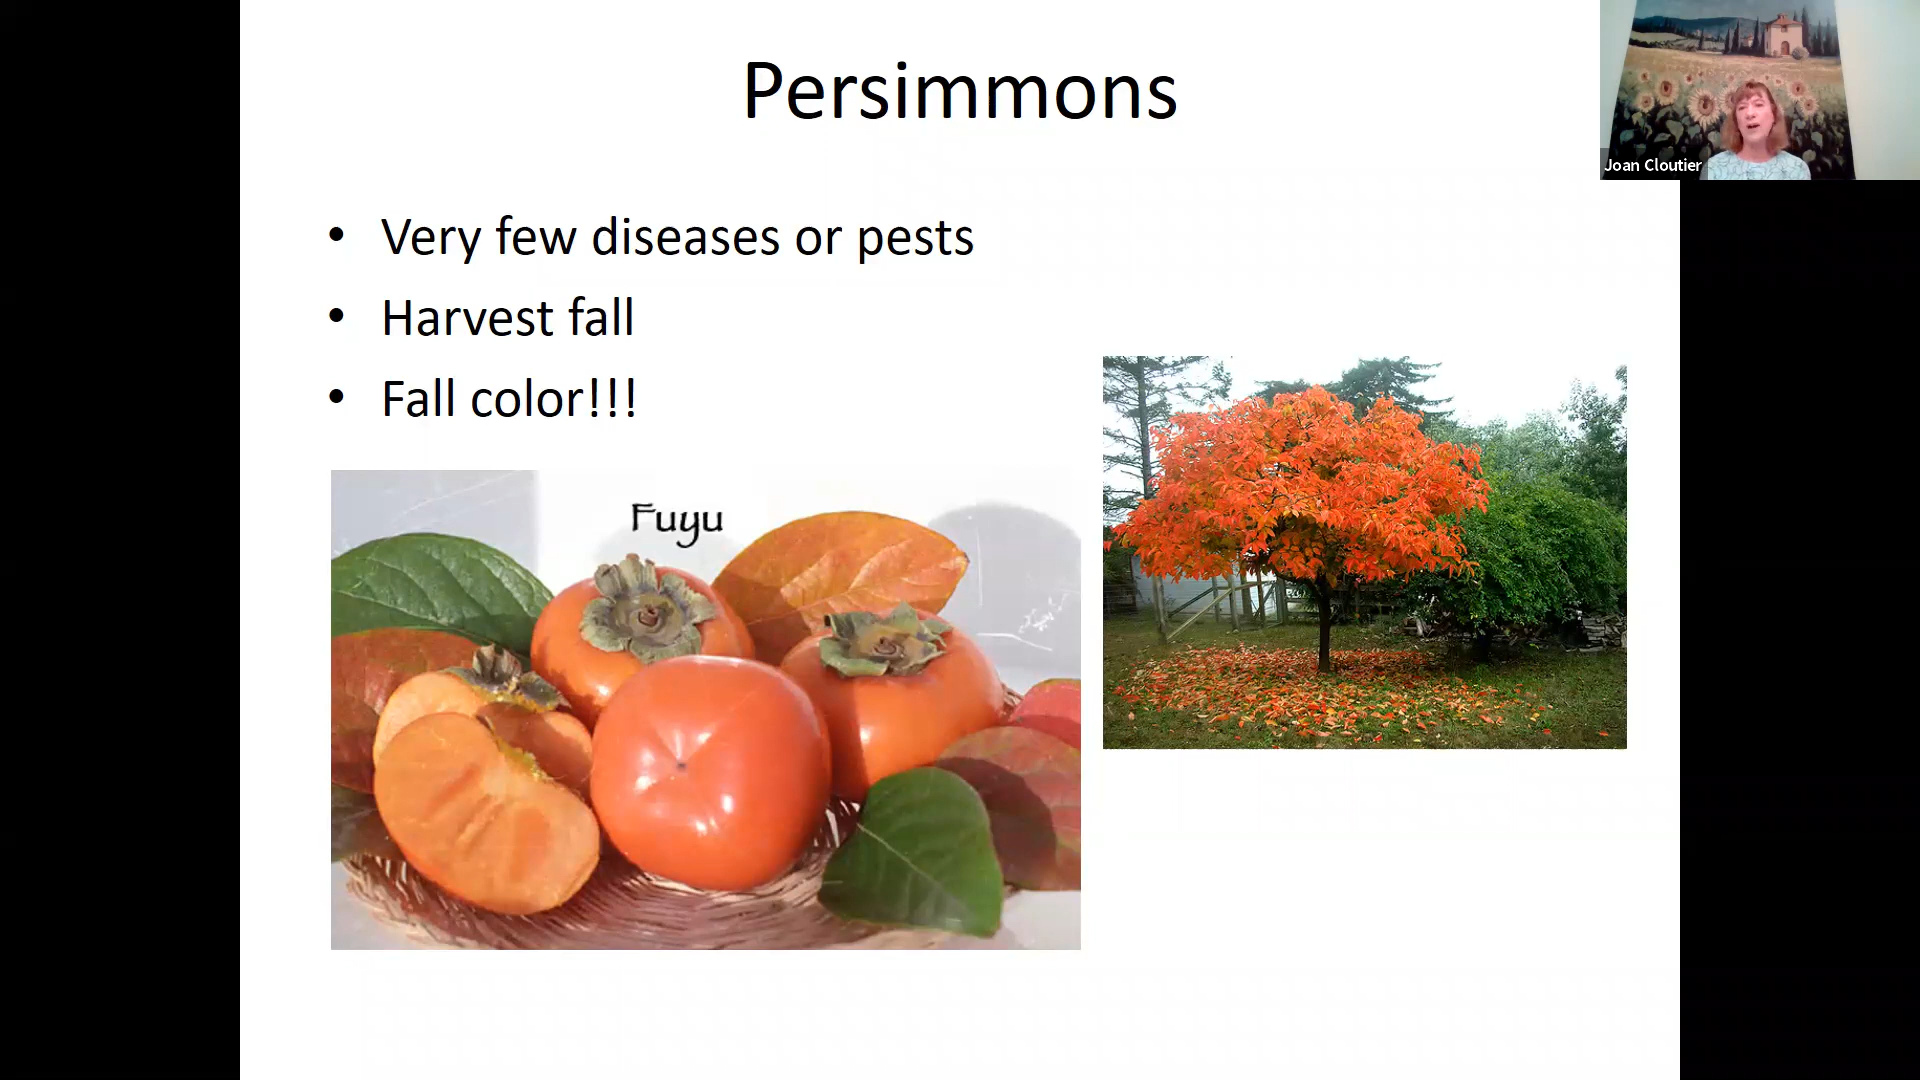 Persimmons
Joan Cloutier
• Very few diseases or pests
• Harvest fall
• Fall color!!!
Fuyu